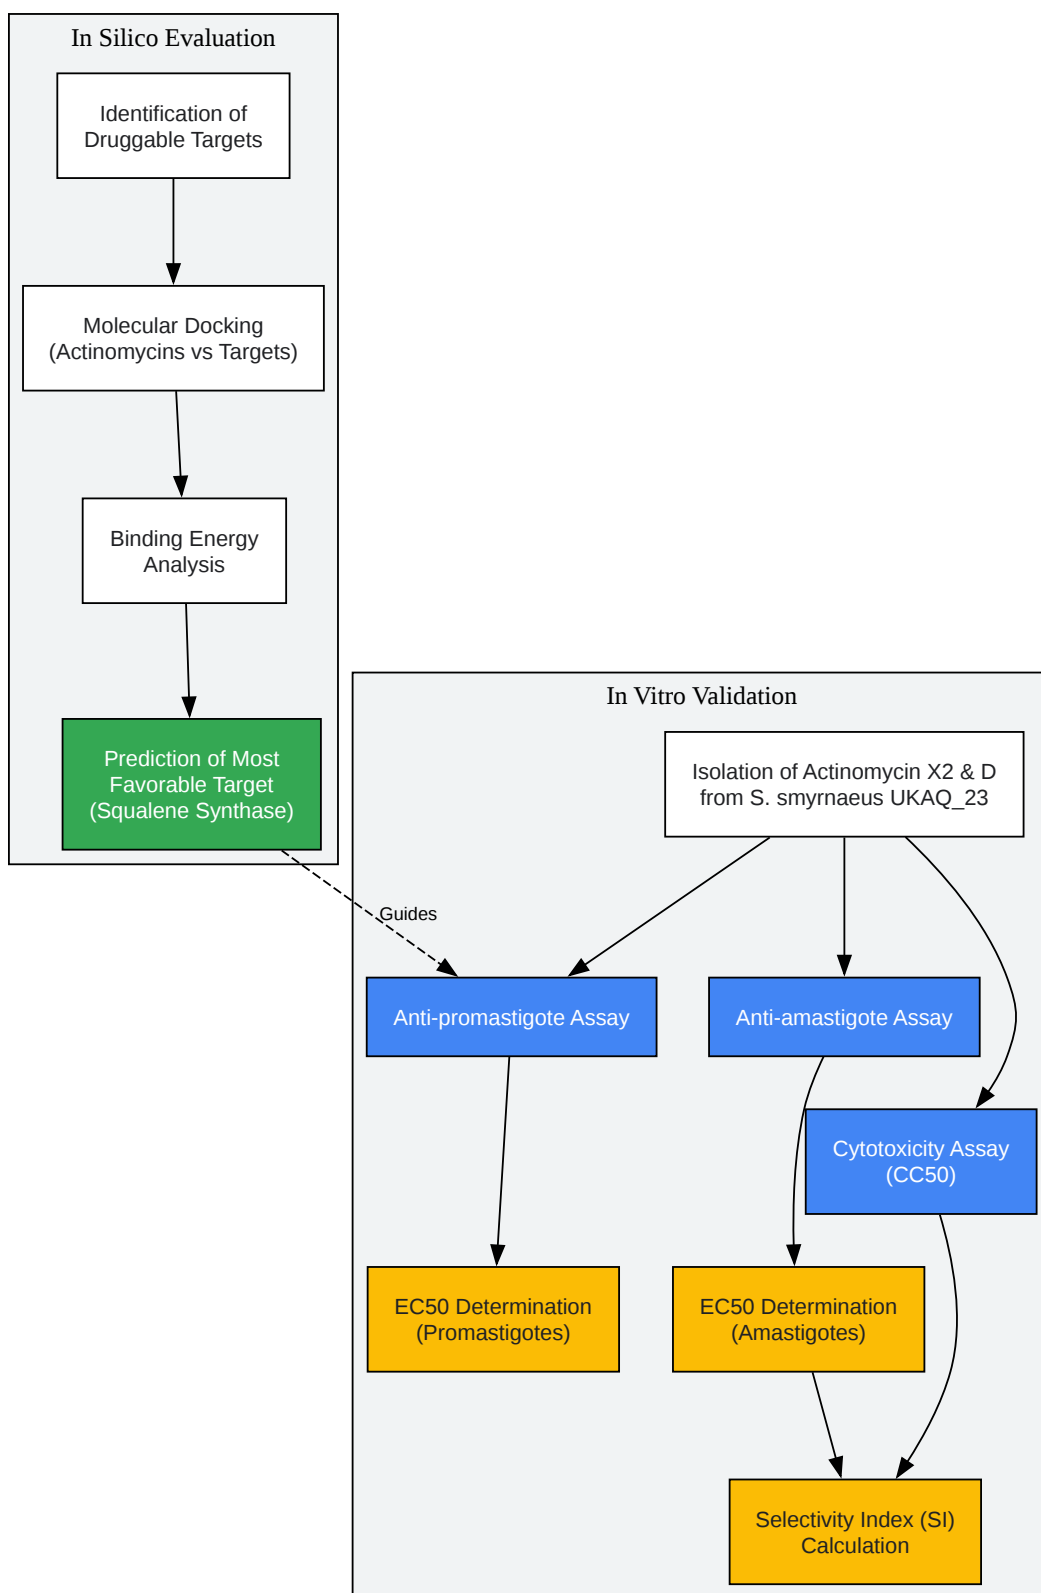 In Silico Evaluation
Identification of
Druggable Targets
Molecular Docking
(Actinomycins vs Targets)
Binding Energy
Analysis
Prediction of Most
Favorable Target
(Squalene Synthase)
Guides
In Vitro Validation
Isolation of Actinomycin X2 & D
from S. smyrnaeus UKAQ_23
Anti-promastigote Assay
Anti-amastigote Assay
Cytotoxicity Assay
(CC50)
EC50 Determination
(Promastigotes)
EC50 Determination
(Amastigotes)
Selectivity Index (SI)
Calculation